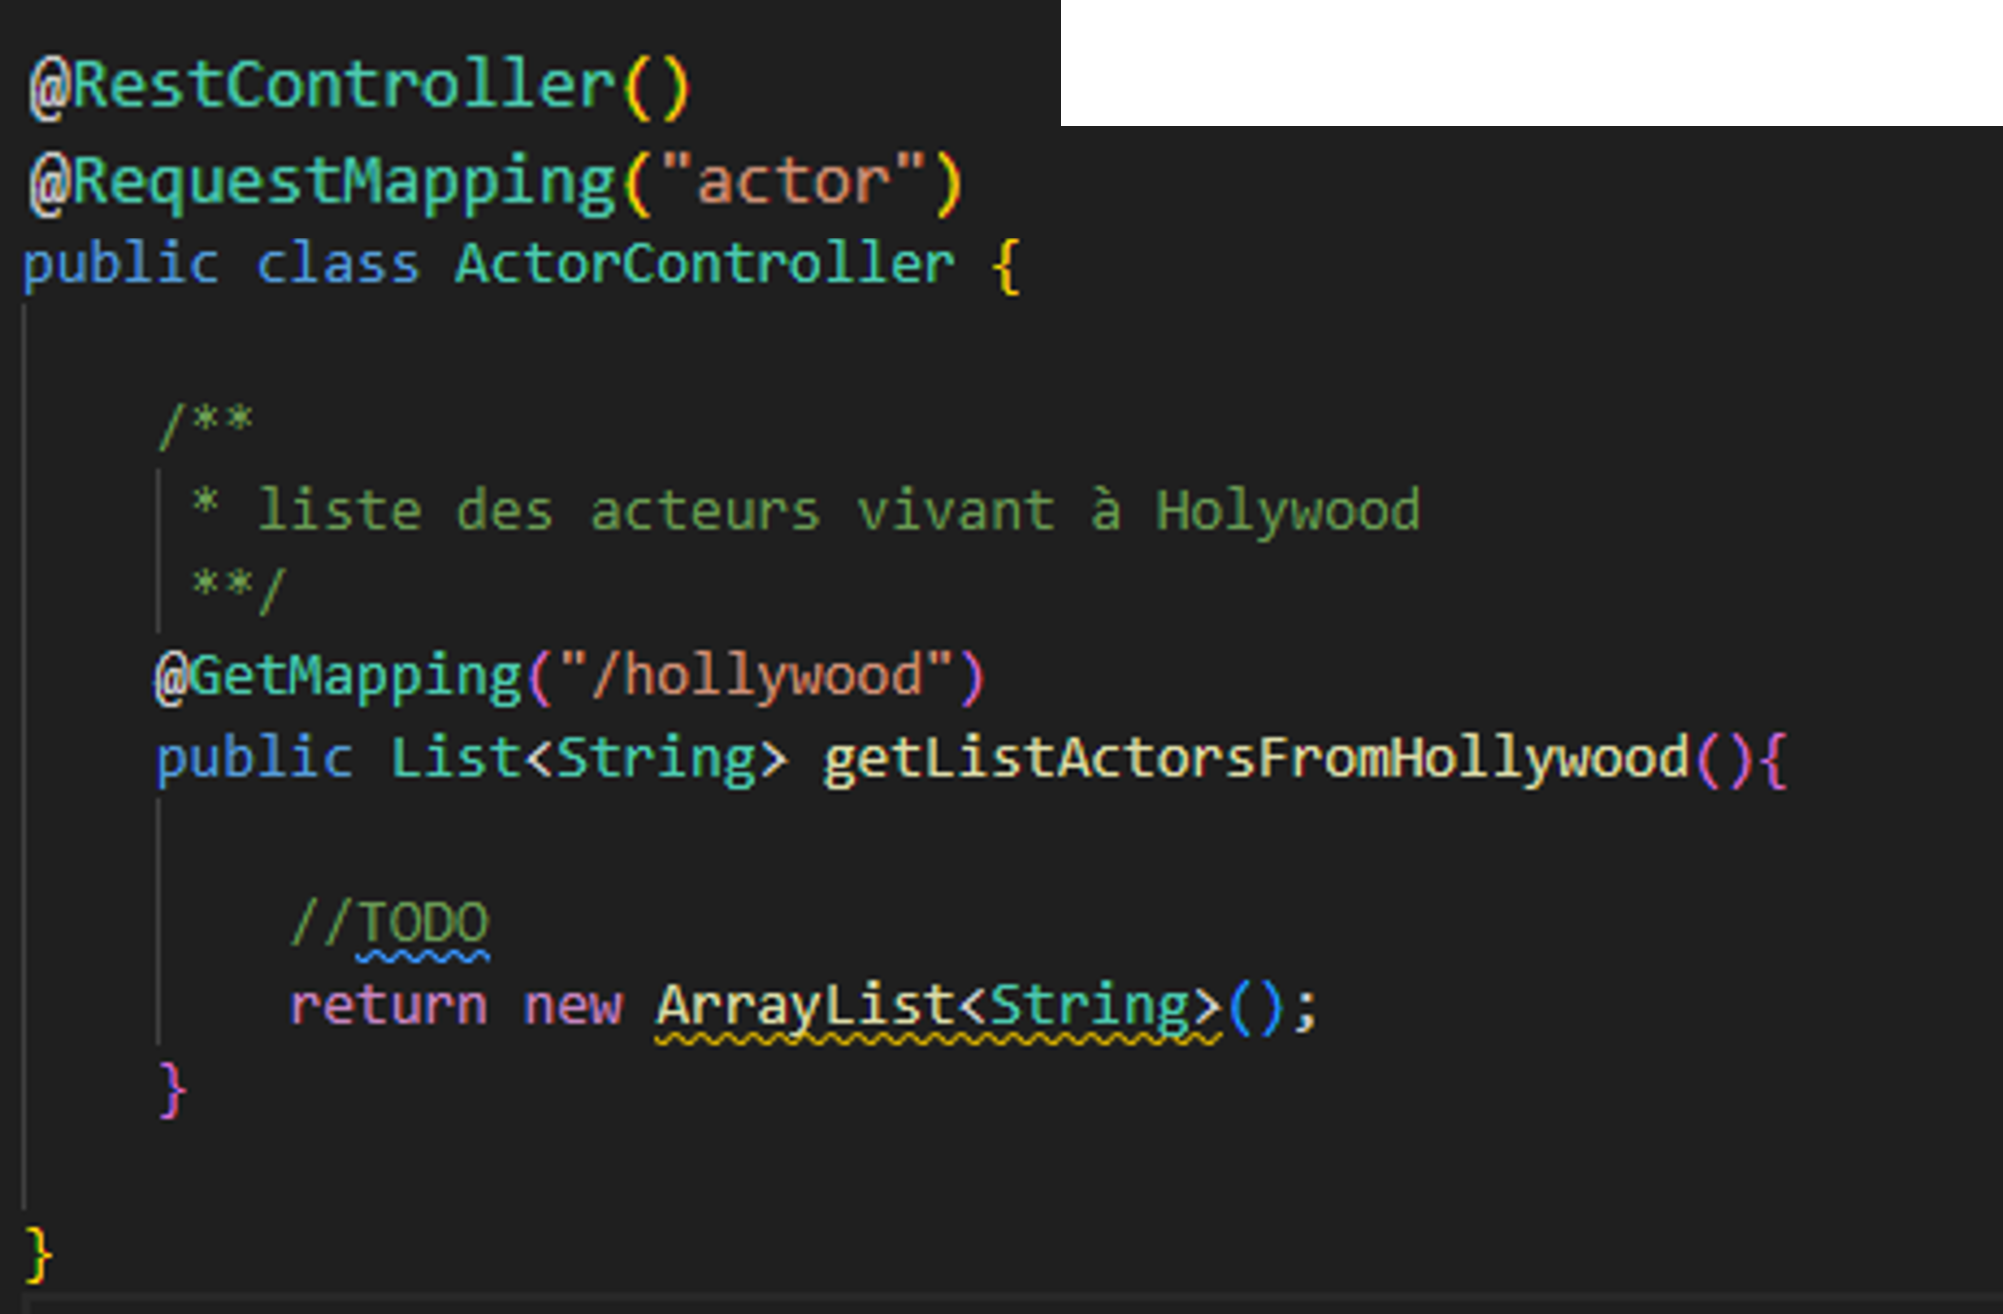 @RestController()
@RequestMapping("actor")
public class ActorController {
/**
* liste des acteurs vivant à Holywood
**/
@GetMapping("/hollywood")
public List<String> getListActorsFromHollywood(){
//TODO
return new ArrayList<String>();
}
}